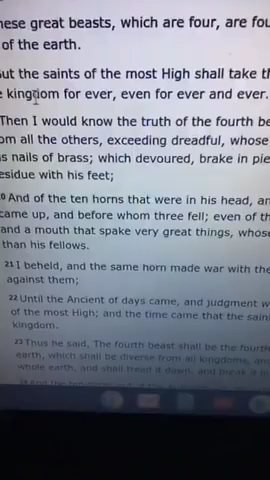 hese great beasts, which are four, are fou
of the earth.
ut the saints of the most High shall take th
kingdom for ever, even for ever and ever.
Then I would know the truth of the fourth be
om all the others, exceeding dreadful, whose
s nails of brass; which devoured, brake in pie
esidue with his feet;
And of the ten horns that were in his head, an
came up, and before whom three fell; even of th
and a mouth that spake very great things, whose
than his fellows.
21 I beheld, and the same horn made war with the
against them;
22 Until the Ancient of days came, and judgment w
of the most High; and the time came that the sain
kingdom.
23 Thus he said, The fourth beast shall be the fourth
earth, which shall be diverse from all kingdoms, an
whole earth, and shall tread it down, and break it